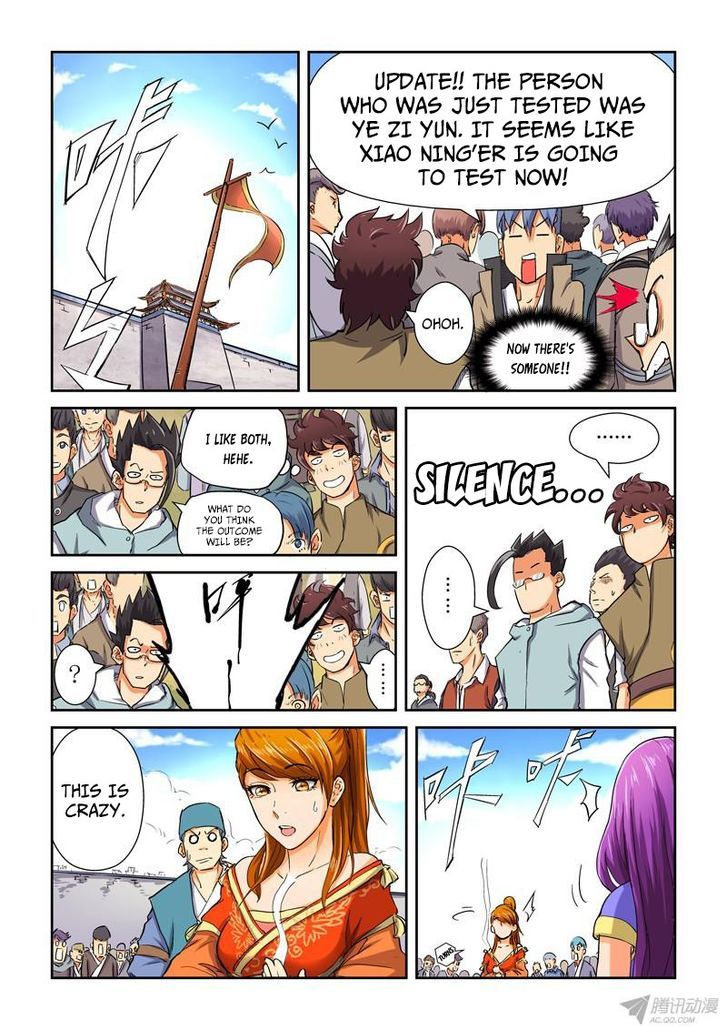 咔
UPDATE!! THE PERSON
WHO WAS JUST TESTED WAS
YE ZI YUN. IT SEEMS LIKE
XIAO NING'ER IS GOING
TO TEST NOW!
OHOH.
NOW THERE'S
SOMEONE!!
I LIKE BOTH,
HEHE.
WHAT DO
YOU THINK
THE OUTCOME
WILL BE?
......
SILENCE...
......
?
......
THIS IS
CRAZY.
TURNS
腾讯动漫
AC.QQ.COM